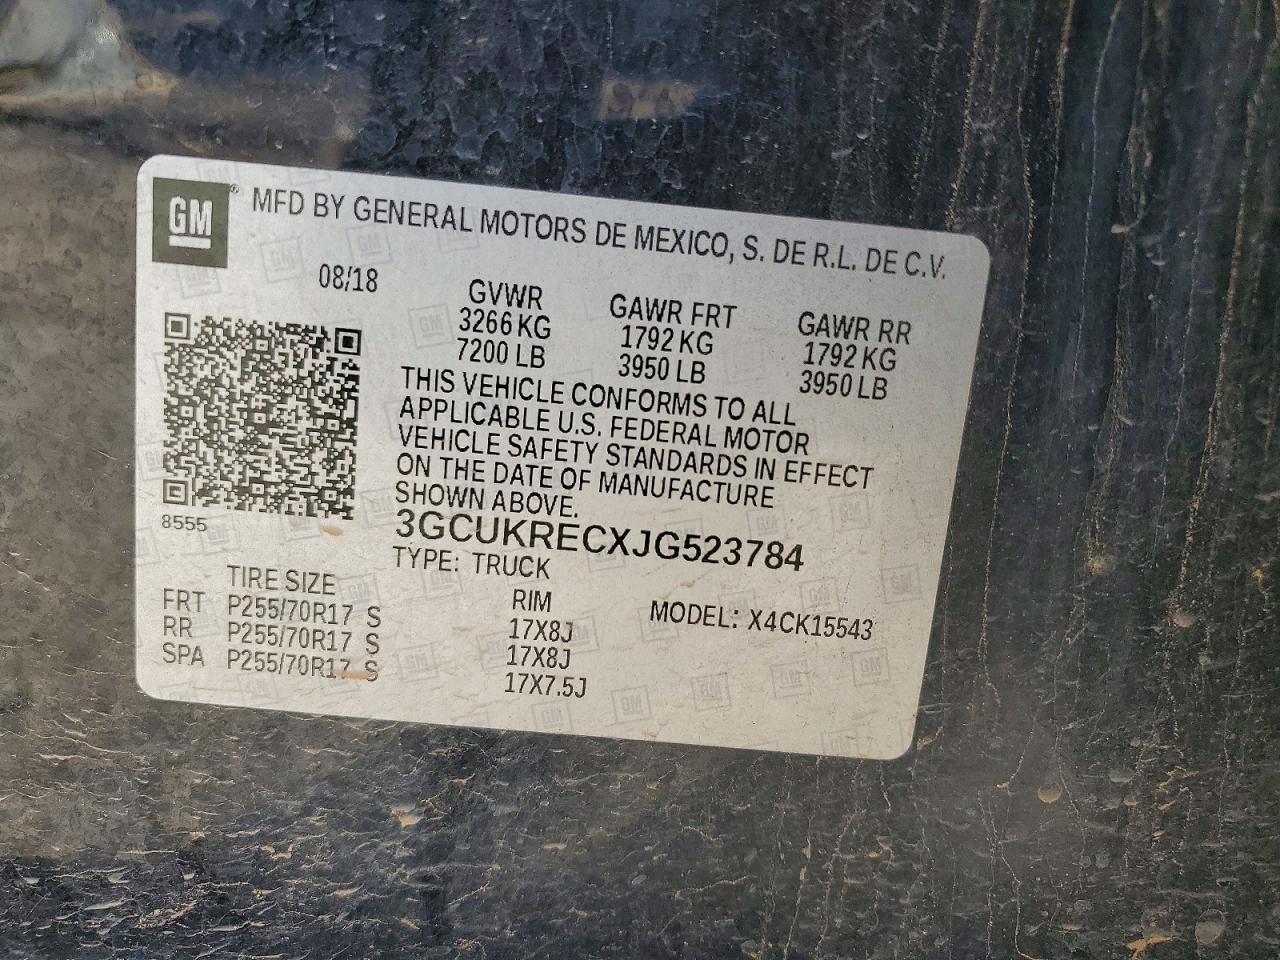 GM® MFD BY GENERAL MOTORS DE MEXICO, S. DE R.L. DE C.V.
08/18 GVWR GAWR FRT GAWR RR
3266 KG 1792 KG 1792 KG
7200 LB 3950 LB 3950 LB
THIS VEHICLE CONFORMS TO ALL
APPLICABLE U.S. FEDERAL MOTOR
VEHICLE SAFETY STANDARDS IN EFFECT
ON THE DATE OF MANUFACTURE
SHOWN ABOVE.
8555
3GCUKRECXJG523784
TYPE: TRUCK
TIRE SIZE RIM MODEL: X4CK15543
FRT P255/70R17 S 17X8J
RR P255/70R17 S 17X8J
SPA P255/70R17 S 17X7.5J